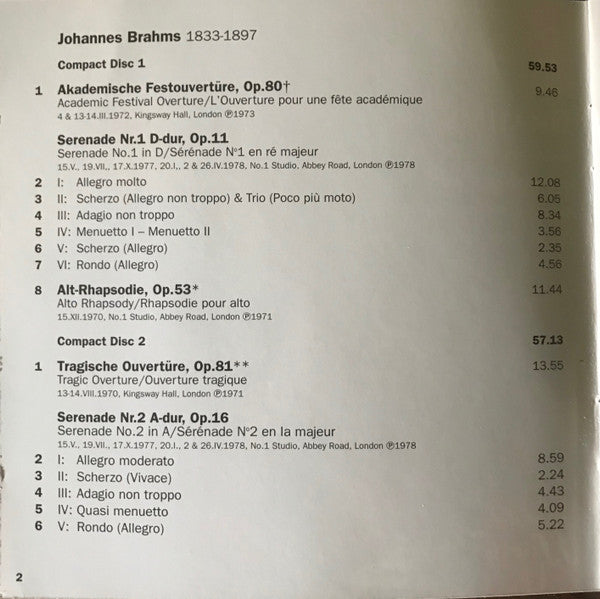 Johannes Brahms 1833-1897
Compact Disc 1 59.53
1 Akademische Festouvertüre, Op.80† 9.46
Academic Festival Overture/L'Ouverture pour une fête académique
4 & 13-14.III.1972, Kingsway Hall, London ℗1973
Serenade Nr.1 D-dur, Op.11
Serenade No.1 in D/Sérénade N°1 en ré majeur
15.V., 19.VII,, 17.X.1977, 20.I., 2 & 26.IV.1978, No.1 Studio, Abbey Road, London ℗1978
2 I: Allegro molto 12.08
3 II: Scherzo (Allegro non troppo) & Trio (Poco più moto) 6.05
4 III: Adagio non troppo 8.34
5 IV: Menuetto I – Menuetto II 3.56
6 V: Scherzo (Allegro) 2.35
7 VI: Rondo (Allegro) 4.56
8 Alt-Rhapsodie, Op.53* 11.44
Alto Rhapsody/Rhapsodie pour alto
15.XII.1970, No.1 Studio, Abbey Road, London ℗1971
Compact Disc 2 57.13
1 Tragische Ouvertüre, Op.81** 13.55
Tragic Overture/Ouverture tragique
13-14.VIII.1970, Kingsway Hall, London ℗1971
Serenade Nr.2 A-dur, Op.16
Serenade No.2 in A/Sérénade N°2 en la majeur
15.V., 19.VII., 17.X.1977, 20.I., 2 & 26.IV.1978, No.1 Studio, Abbey Road, London ℗1978
2 I: Allegro moderato 8.59
3 II: Scherzo (Vivace) 2.24
4 III: Adagio non troppo 4.43
5 IV: Quasi menuetto 4.09
6 V: Rondo (Allegro) 5.22
2